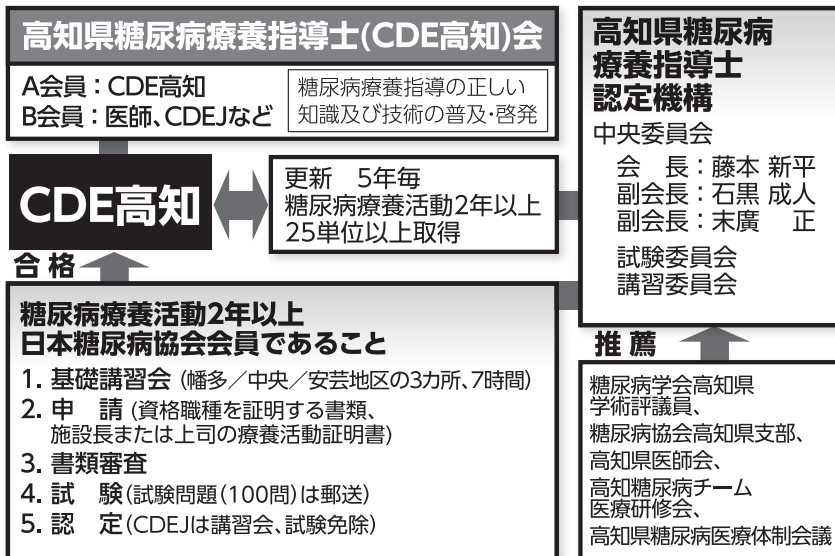 高知県糖尿病療養指導士(CDE高知)会
A会員：CDE高知
B会員：医師、CDEJなど
糖尿病療養指導の正しい
知識及び技術の普及・啓発
CDE高知
更新　5年毎
糖尿病療養活動2年以上
25単位以上取得
合格
糖尿病療養活動2年以上
日本糖尿病協会会員であること
1. 基礎講習会 (幡多／中央／安芸地区の3カ所、7時間)
2. 申　請 (資格職種を証明する書類、
施設長または上司の療養活動証明書)
3. 書類審査
4. 試　験(試験問題(100問)は郵送)
5. 認　定(CDEJは講習会、試験免除)
高知県糖尿病
療養指導士
認定機構
中央委員会
会　長：藤本 新平
副会長：石黒 成人
副会長：末廣　正
試験委員会
講習委員会
推薦
糖尿病学会高知県
学術評議員、
糖尿病協会高知県支部、
高知県医師会、
高知糖尿病チーム
医療研修会、
高知県糖尿病医療体制会議